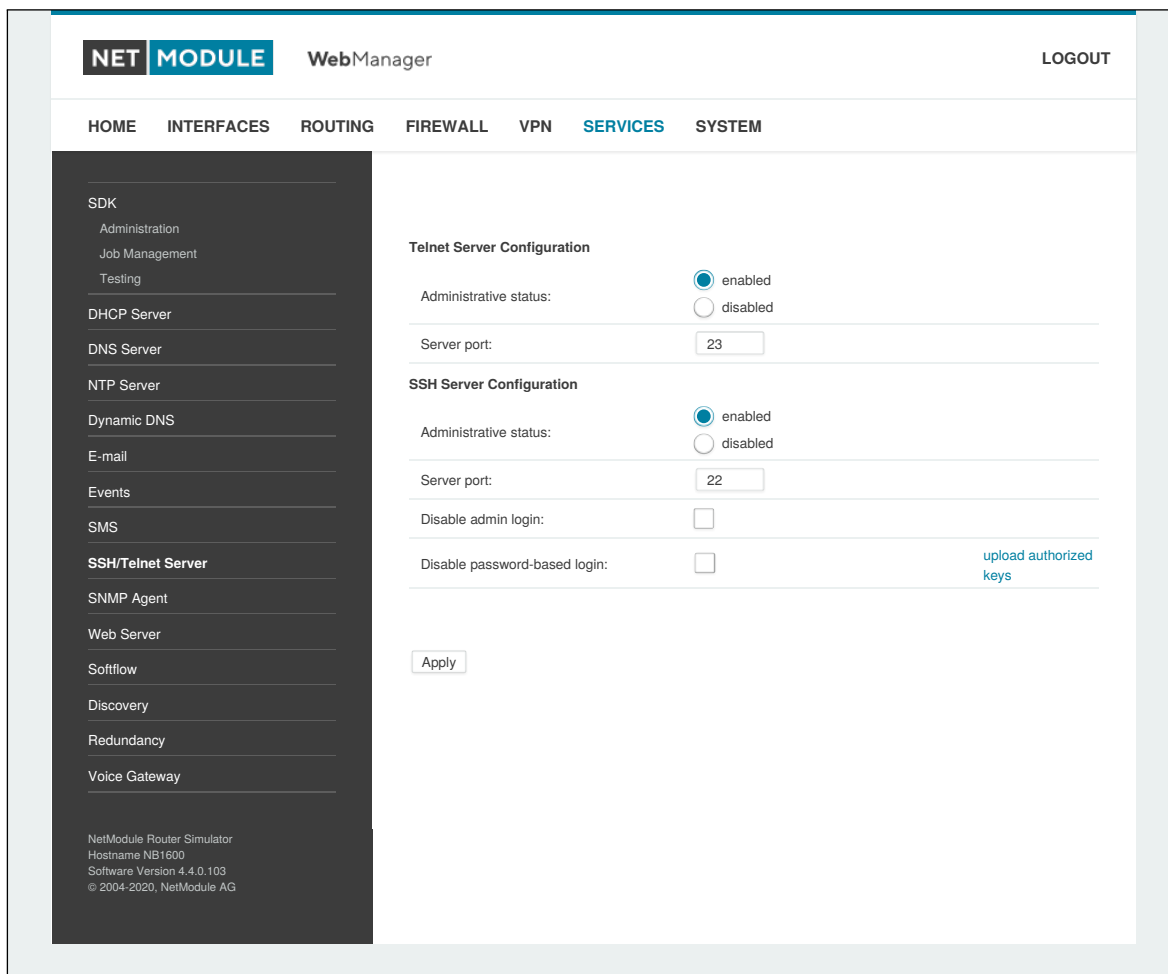 NET MODULE WebManager LOGOUT
HOME INTERFACES ROUTING FIREWALL VPN SERVICES SYSTEM
SDK
Administration
Job Management
Testing
DHCP Server
DNS Server
NTP Server
Dynamic DNS
E-mail
Events
SMS
SSH/Telnet Server
SNMP Agent
Web Server
Softflow
Discovery
Redundancy
Voice Gateway
NetModule Router Simulator
Hostname NB1600
Software Version 4.4.0.103
© 2004-2020, NetModule AG
Telnet Server Configuration
Administrative status:
enabled
disabled
Server port: 23
SSH Server Configuration
Administrative status:
enabled
disabled
Server port: 22
Disable admin login:
Disable password-based login:
upload authorized
keys
Apply